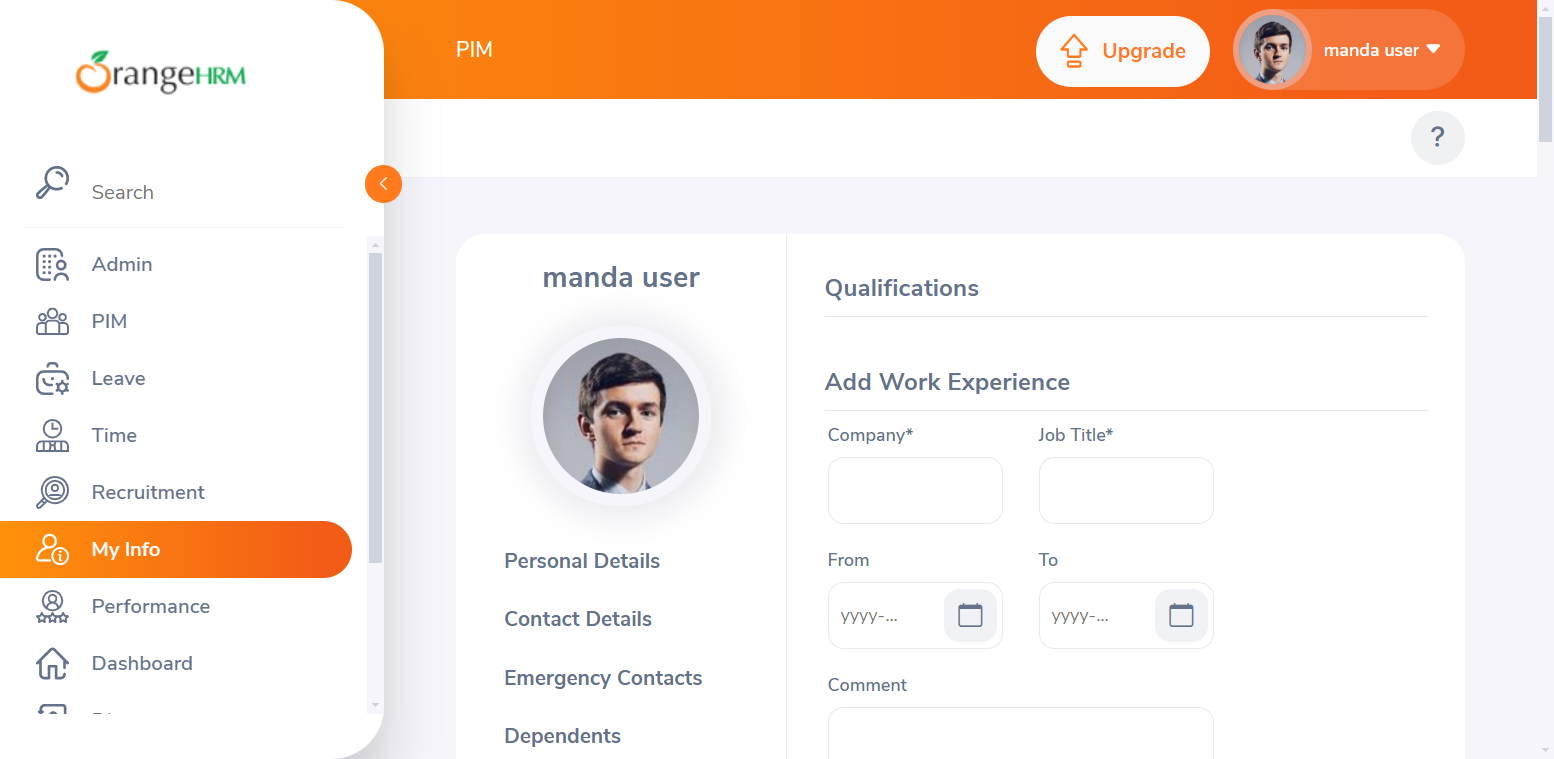 OrangeHRM
PIM
Upgrade
manda user
?
Search
Admin
PIM
Leave
Time
Recruitment
My Info
Performance
Dashboard
manda user
Personal Details
Contact Details
Emergency Contacts
Dependents
Qualifications
Add Work Experience
Company* Job Title*
From To
yyyy-... yyyy-...
Comment